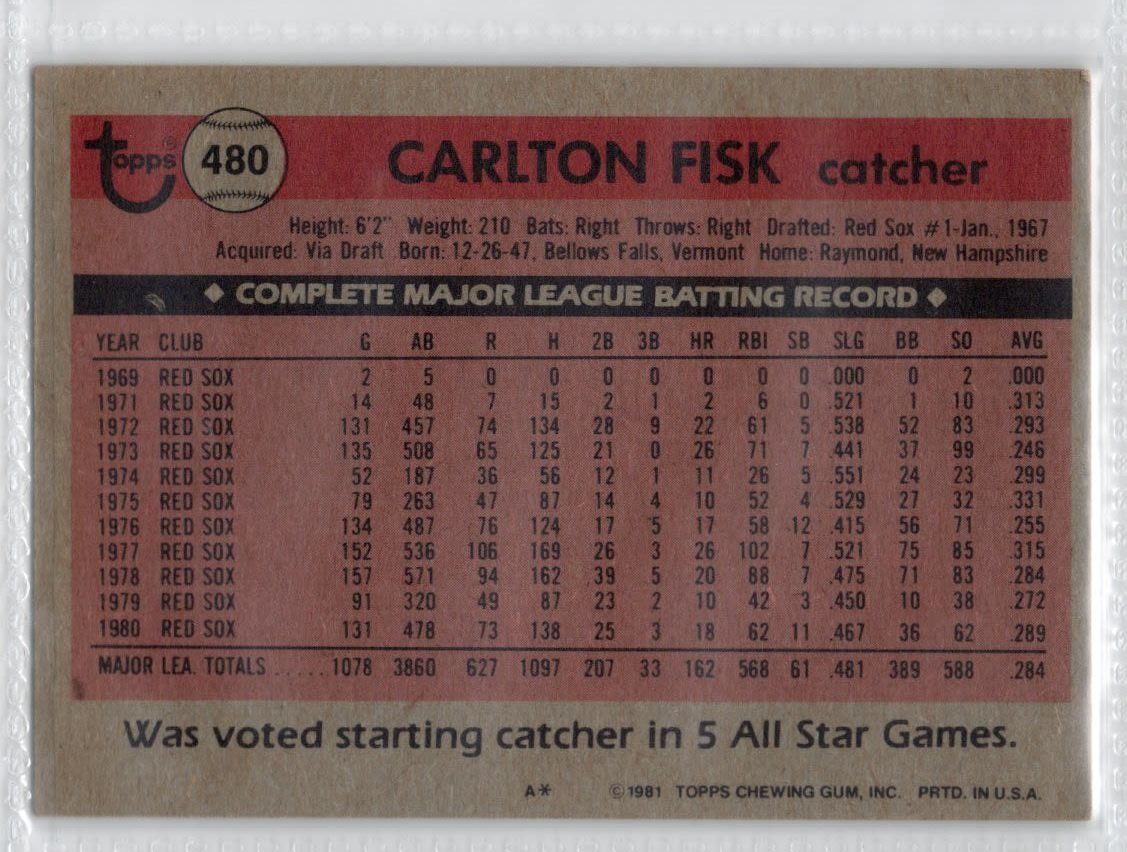 Topps® 480 CARLTON FISK catcher
Height: 6'2" Weight: 210 Bats: Right Throws: Right Drafted: Red Sox #1-Jan., 1967
Acquired: Via Draft Born: 12-26-47, Bellows Falls, Vermont Home: Raymond, New Hampshire
◆ COMPLETE MAJOR LEAGUE BATTING RECORD ◆
YEAR CLUB G AB R H 2B 3B HR RBI SB SLG BB SO AVG
1969 RED SOX 2 5 0 0 0 0 0 0 0 .000 0 2 .000
1971 RED SOX 14 48 7 15 2 1 2 6 0 .521 1 10 .313
1972 RED SOX 131 457 74 134 28 9 22 61 5 .538 52 83 .293
1973 RED SOX 135 508 65 125 21 0 26 71 7 .441 37 99 .246
1974 RED SOX 52 187 36 56 12 1 11 26 5 .551 24 23 .299
1975 RED SOX 79 263 47 87 14 4 10 52 4 .529 27 32 .331
1976 RED SOX 134 487 76 124 17 5 17 58 12 .415 56 71 .255
1977 RED SOX 152 536 106 169 26 3 26 102 7 .521 75 85 .315
1978 RED SOX 157 571 94 162 39 5 20 88 7 .475 71 83 .284
1979 RED SOX 91 320 49 87 23 2 10 42 3 .450 10 38 .272
1980 RED SOX 131 478 73 138 25 3 18 62 11 .467 36 62 .289
MAJOR LEA. TOTALS ..... 1078 3860 627 1097 207 33 162 568 61 .481 389 588 .284
Was voted starting catcher in 5 All Star Games.
A* ©1981 TOPPS CHEWING GUM, INC. PRTD. IN U.S.A.